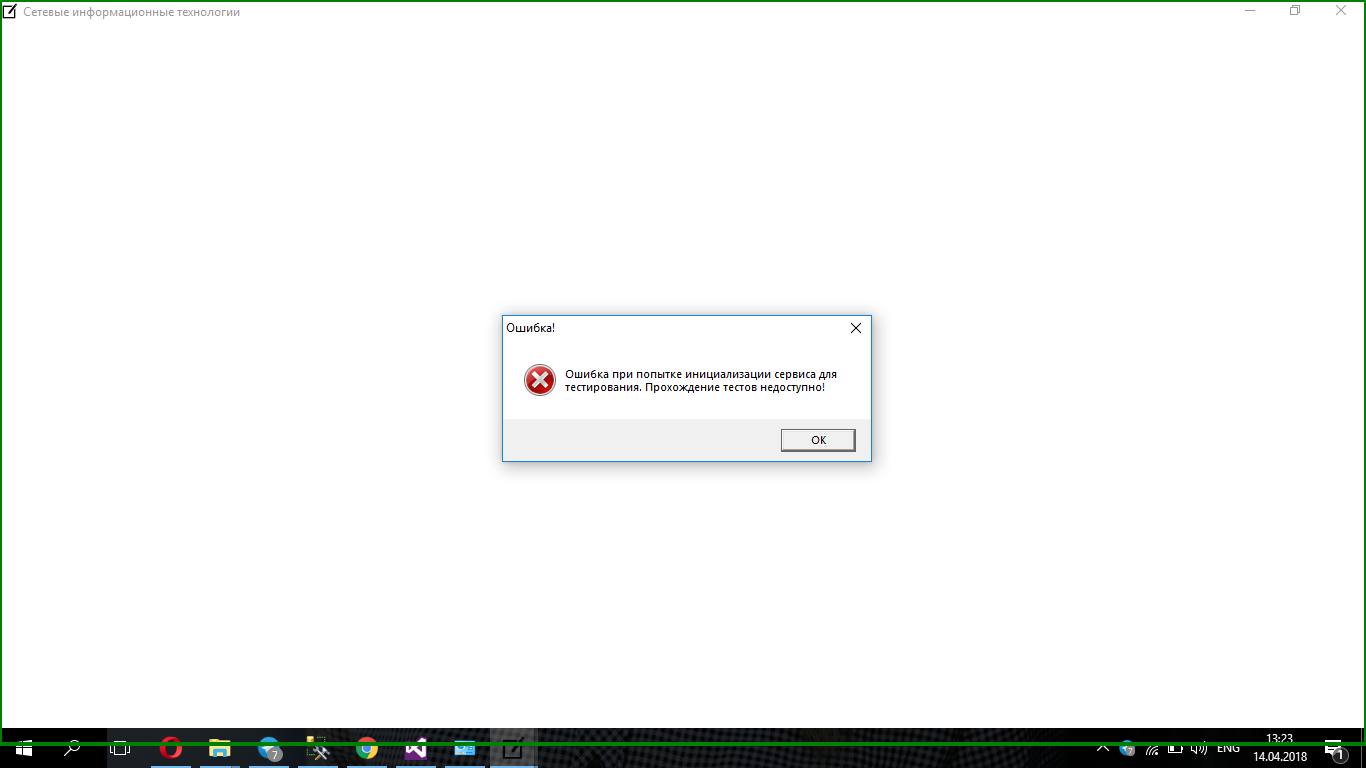 Сетевые информационные технологии
Ошибка!
Ошибка при попытке инициализации сервиса для
тестирования. Прохождение тестов недоступно!
OK
7
7
ENG
13:23
14.04.2018
1